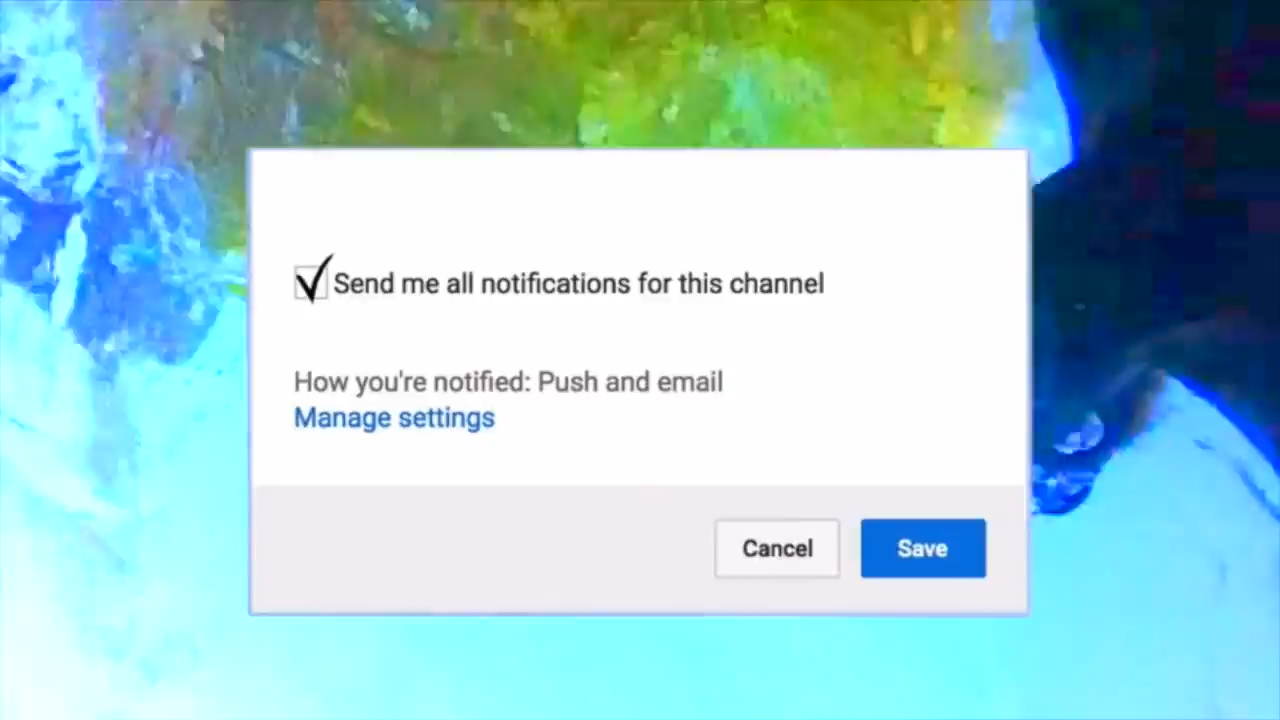 Send me all notifications for this channel
How you're notified: Push and email
Manage settings
Cancel
Save